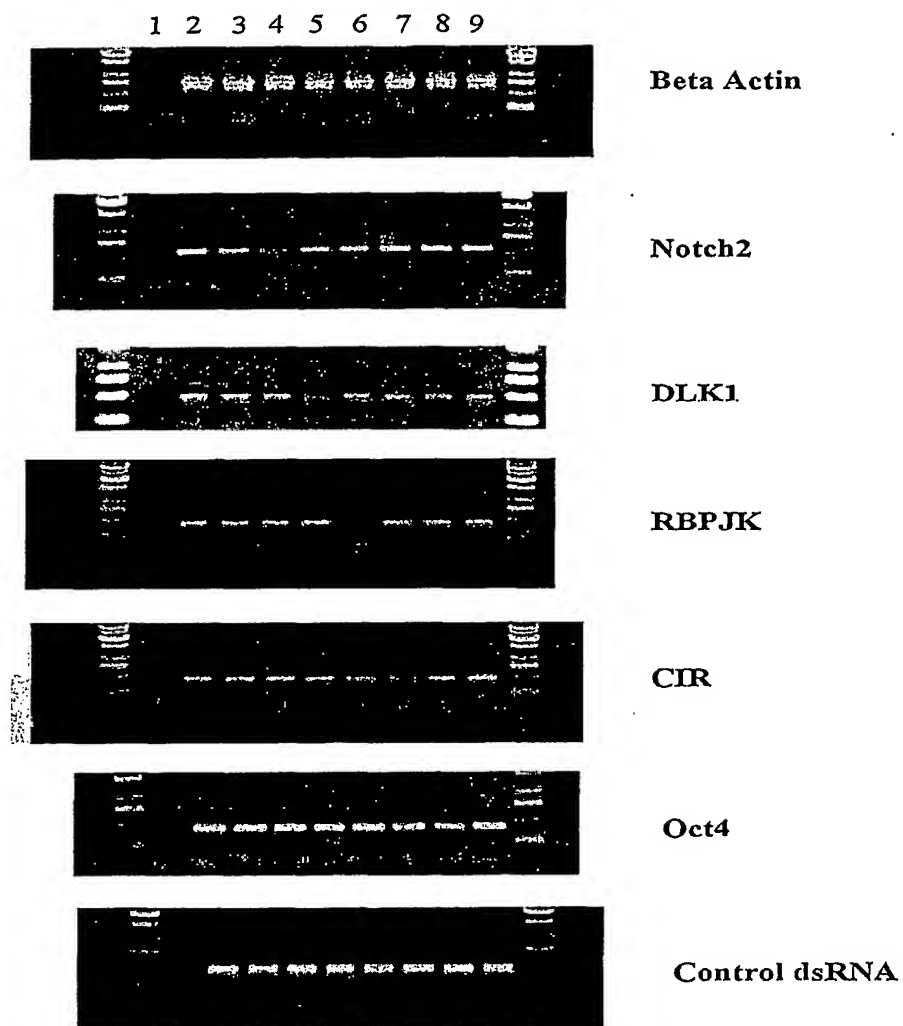 1 2 3 4 5 6 7 8 9
Beta Actin
Notch2
DLK1
RBPJK
CIR
Oct4
Control dsRNA